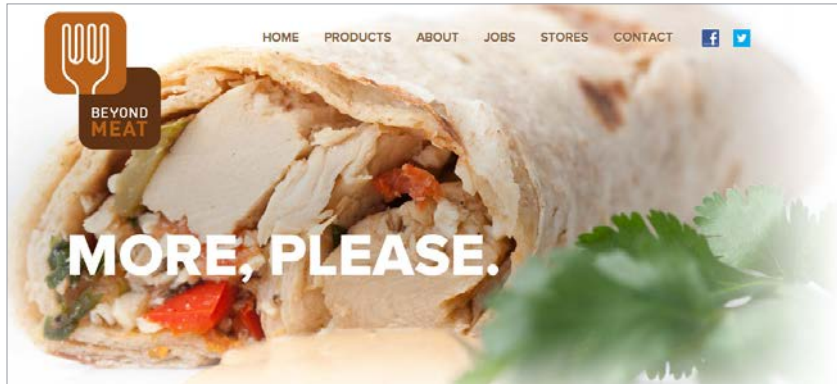 HOME PRODUCTS ABOUT JOBS STORES CONTACT
BEYOND
MEAT
MORE, PLEASE.